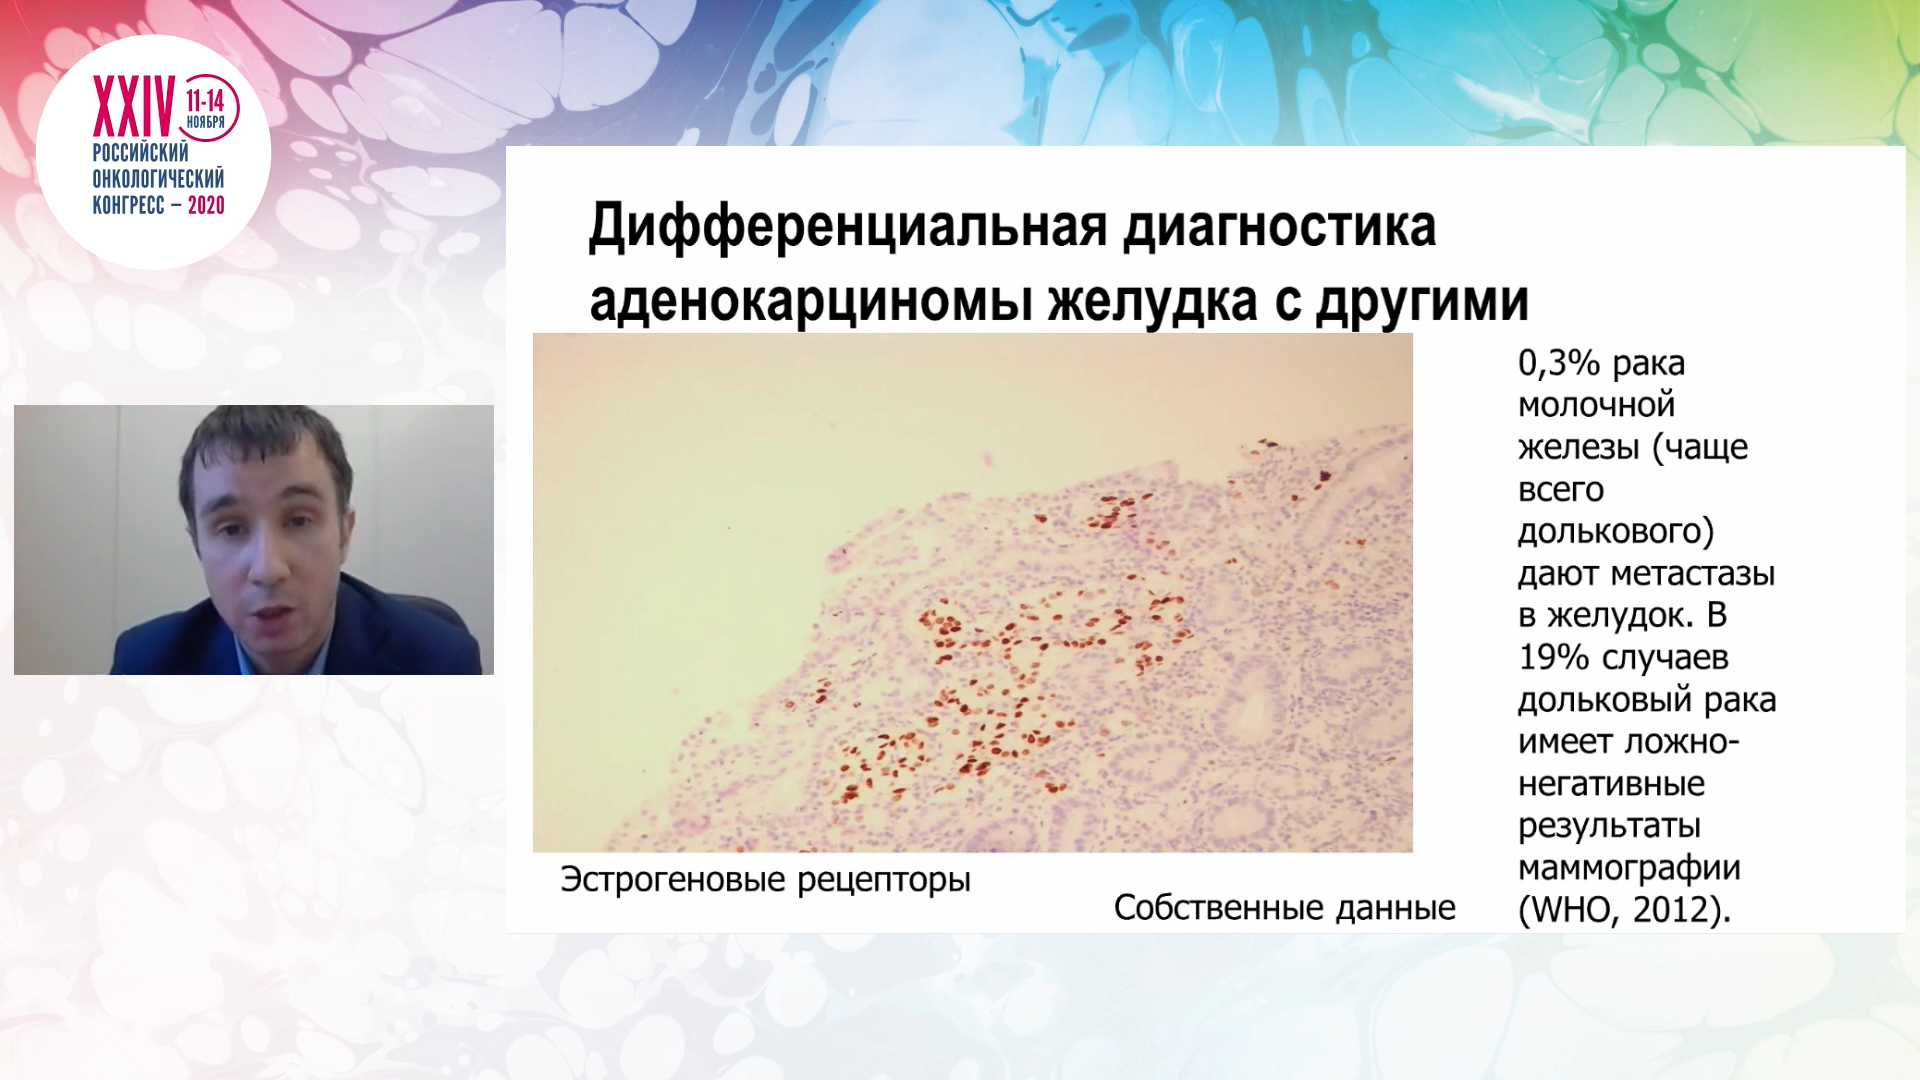 XXIV
11-14
НОЯБРЯ
РОССИЙСКИЙ
ОНКОЛОГИЧЕСКИЙ
КОНГРЕСС – 2020
Дифференциальная диагностика
аденокарциномы желудка с другими
0,3% рака
молочной
железы (чаще
всего
долькового)
дают метастазы
в желудок. В
19% случаев
дольковый рака
имеет ложно-
негативные
результаты
маммографии
(WHO, 2012).
Эстрогеновые рецепторы
Собственные данные